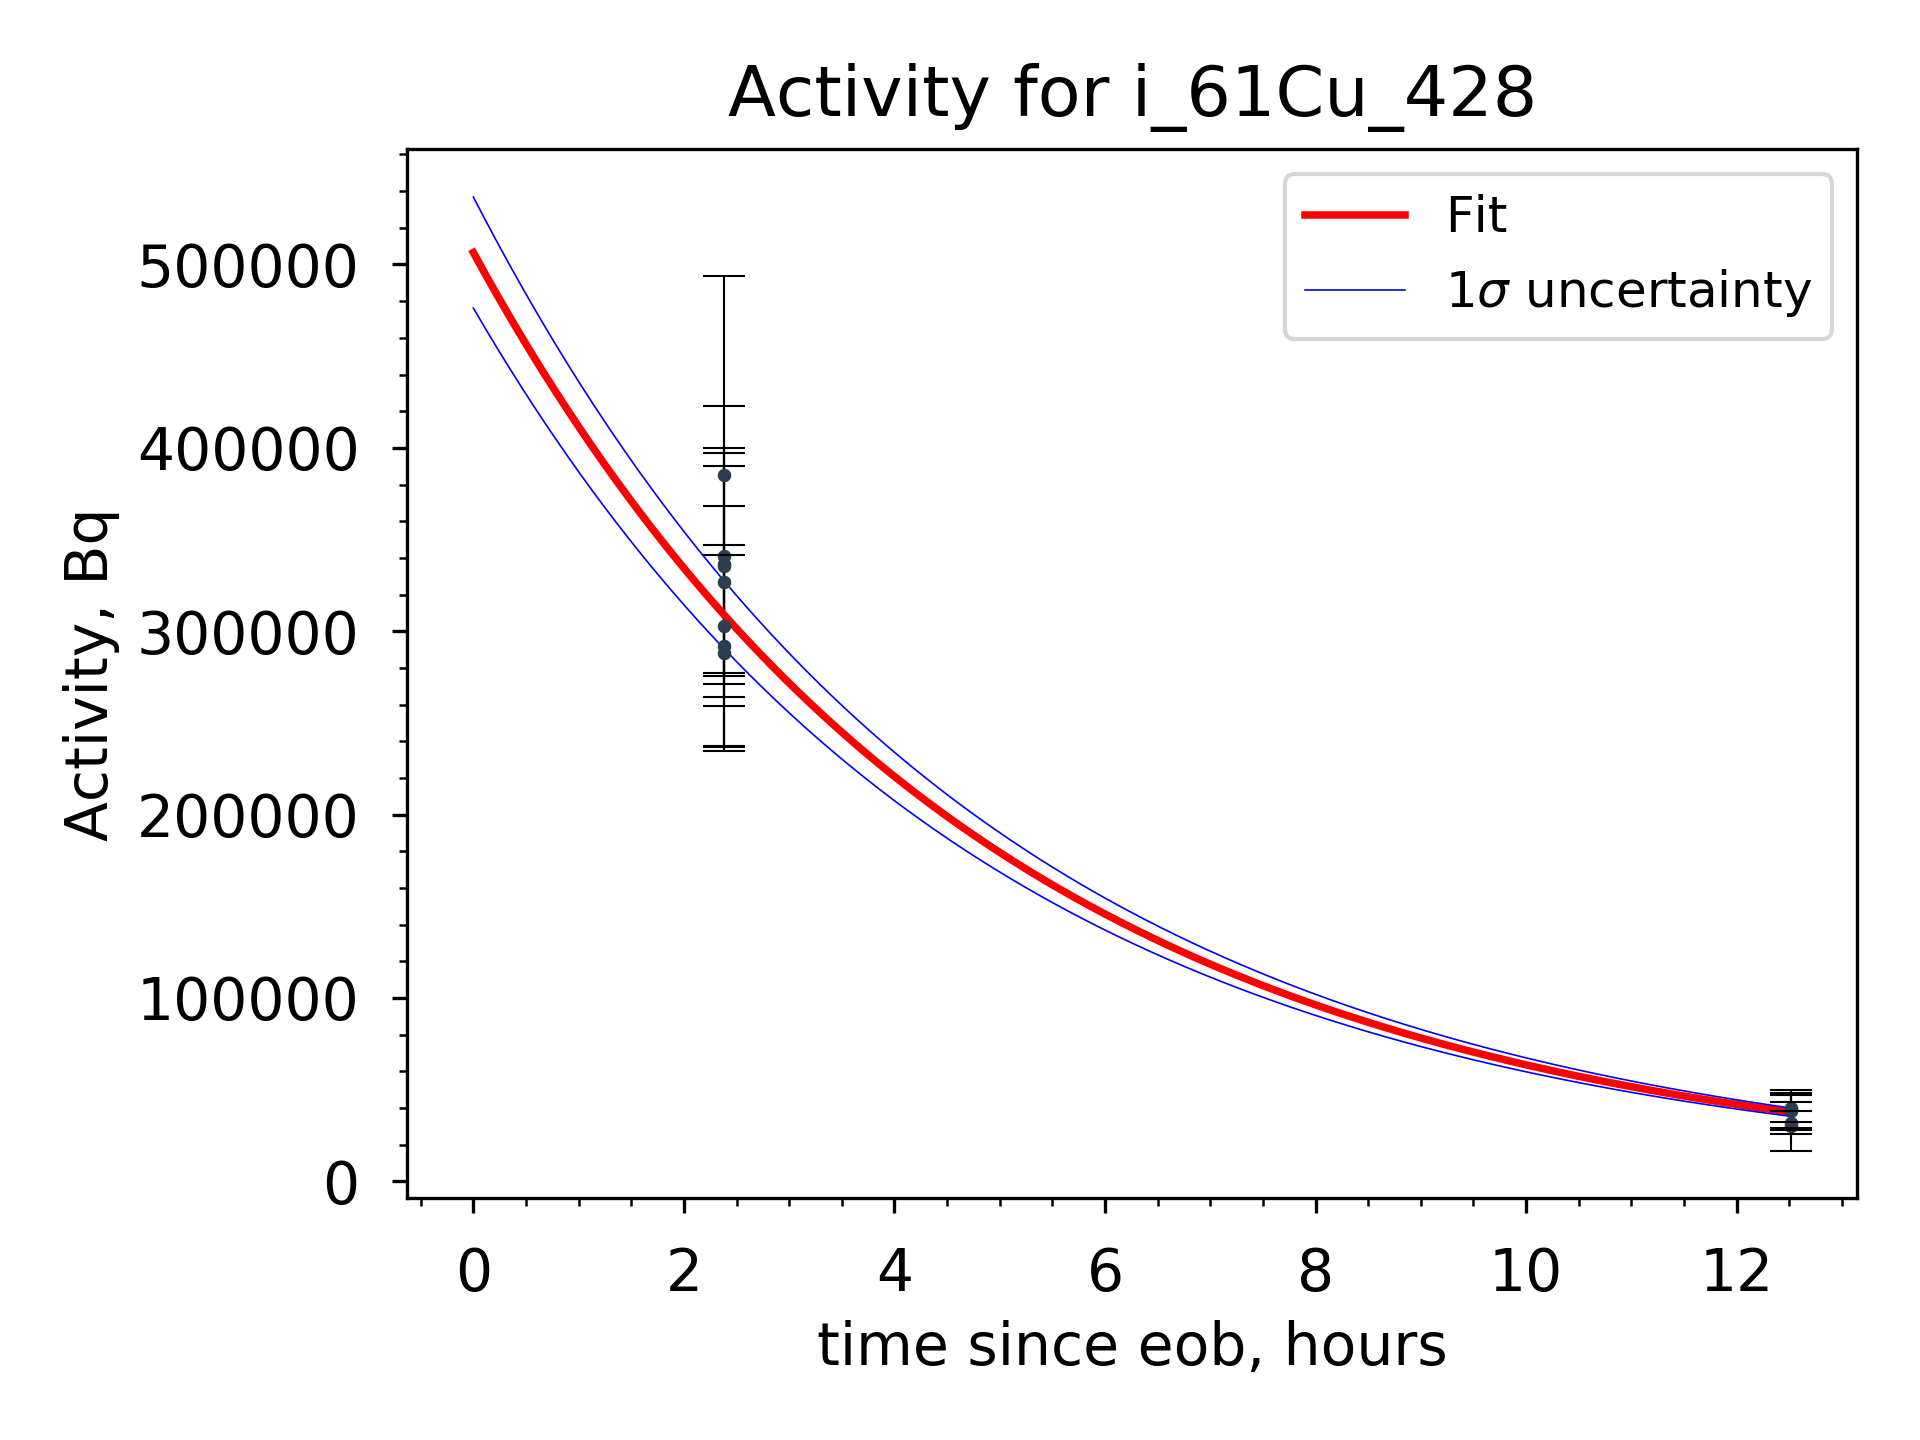 Activity for i_61Cu_428
Fit
1σ uncertainty
500000
400000
300000
200000
100000
0
Activity, Bq
0 2 4 6 8 10 12
time since eob, hours